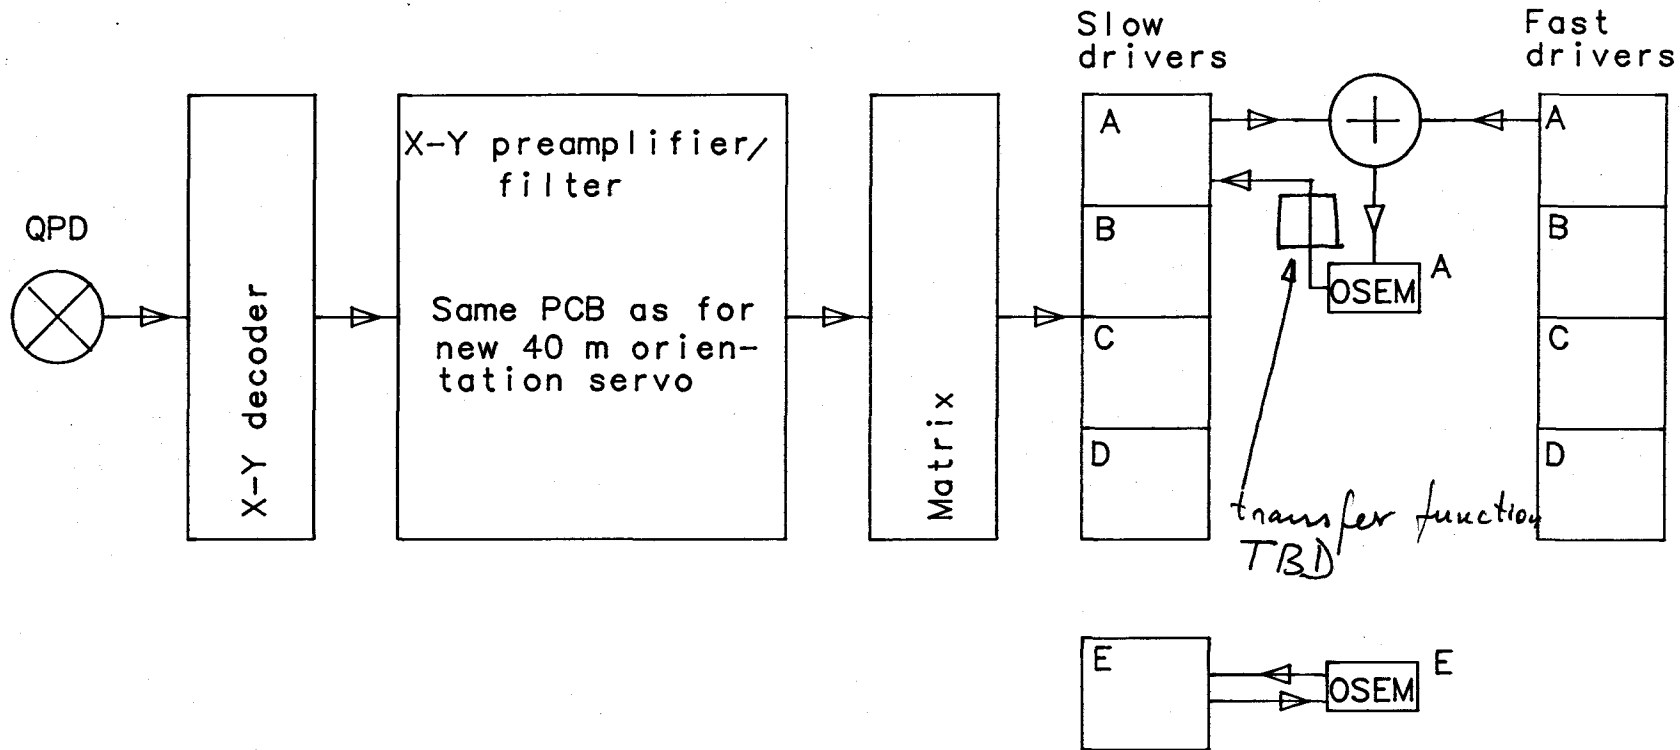 Slow
drivers
Fast
drivers
QPD
X-Y decoder
X-Y preamplifier/
filter
Same PCB as for
new 40 m orien-
tation servo
Matrix
A
B
C
D
A
OSEM
A
B
C
D
transfer function
TBD
E
OSEM
E